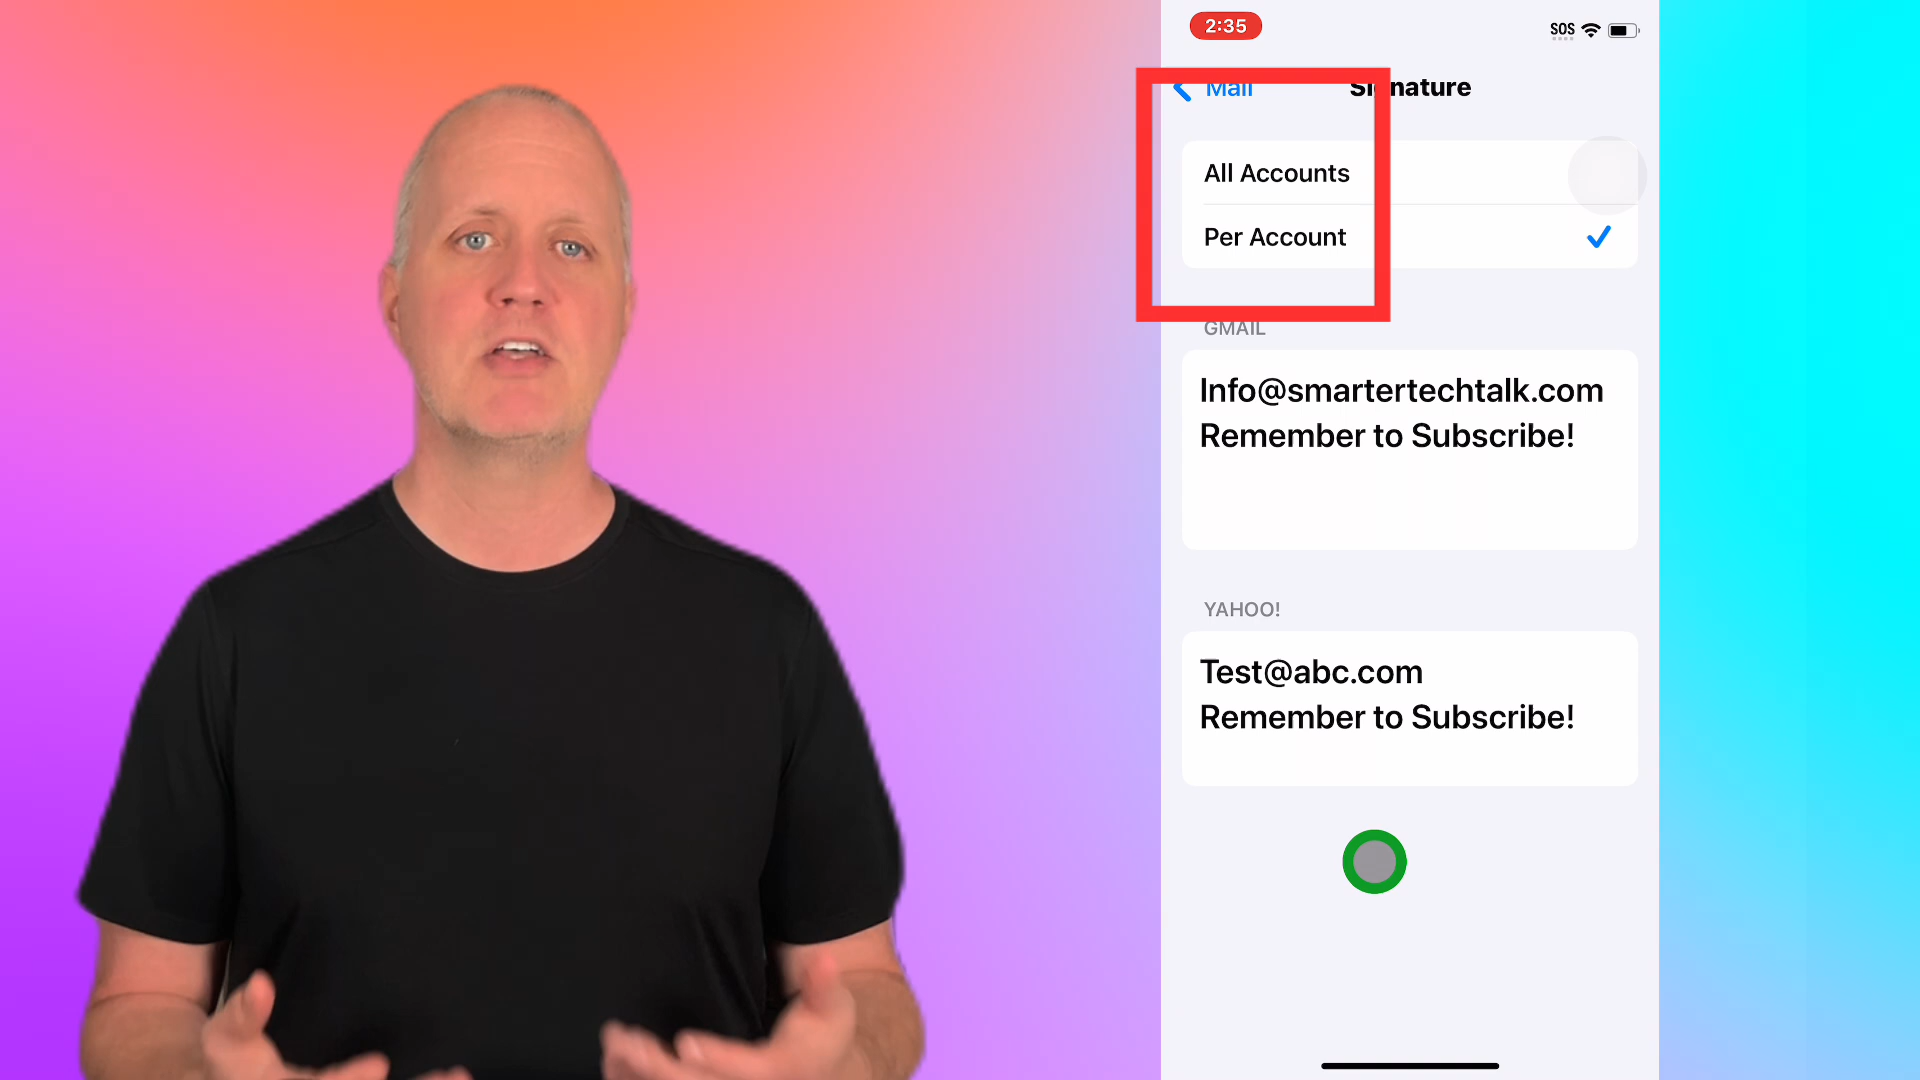 2:35
SOS
Mail
Signature
All Accounts
Per Account
GMAIL
Info@smartertechtalk.com
Remember to Subscribe!
YAHOO!
Test@abc.com
Remember to Subscribe!